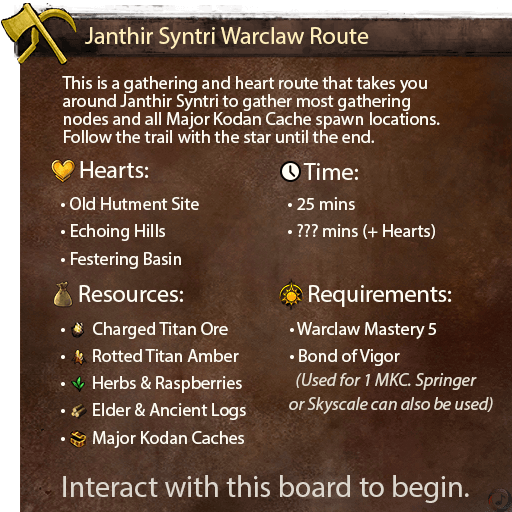 Janthir Syntri Warclaw Route
This is a gathering and heart route that takes you
around Janthir Syntri to gather most gathering
nodes and all Major Kodan Cache spawn locations.
Follow the trail with the star until the end.
Hearts:
• Old Hutment Site
• Echoing Hills
• Festering Basin
Time:
• 25 mins
• ??? mins (+ Hearts)
Resources:
• Charged Titan Ore
• Rotted Titan Amber
• Herbs & Raspberries
• Elder & Ancient Logs
• Major Kodan Caches
Requirements:
• Warclaw Mastery 5
• Bond of Vigor
(Used for 1 MKC. Springer
or Skyscale can also be used)
Interact with this board to begin.